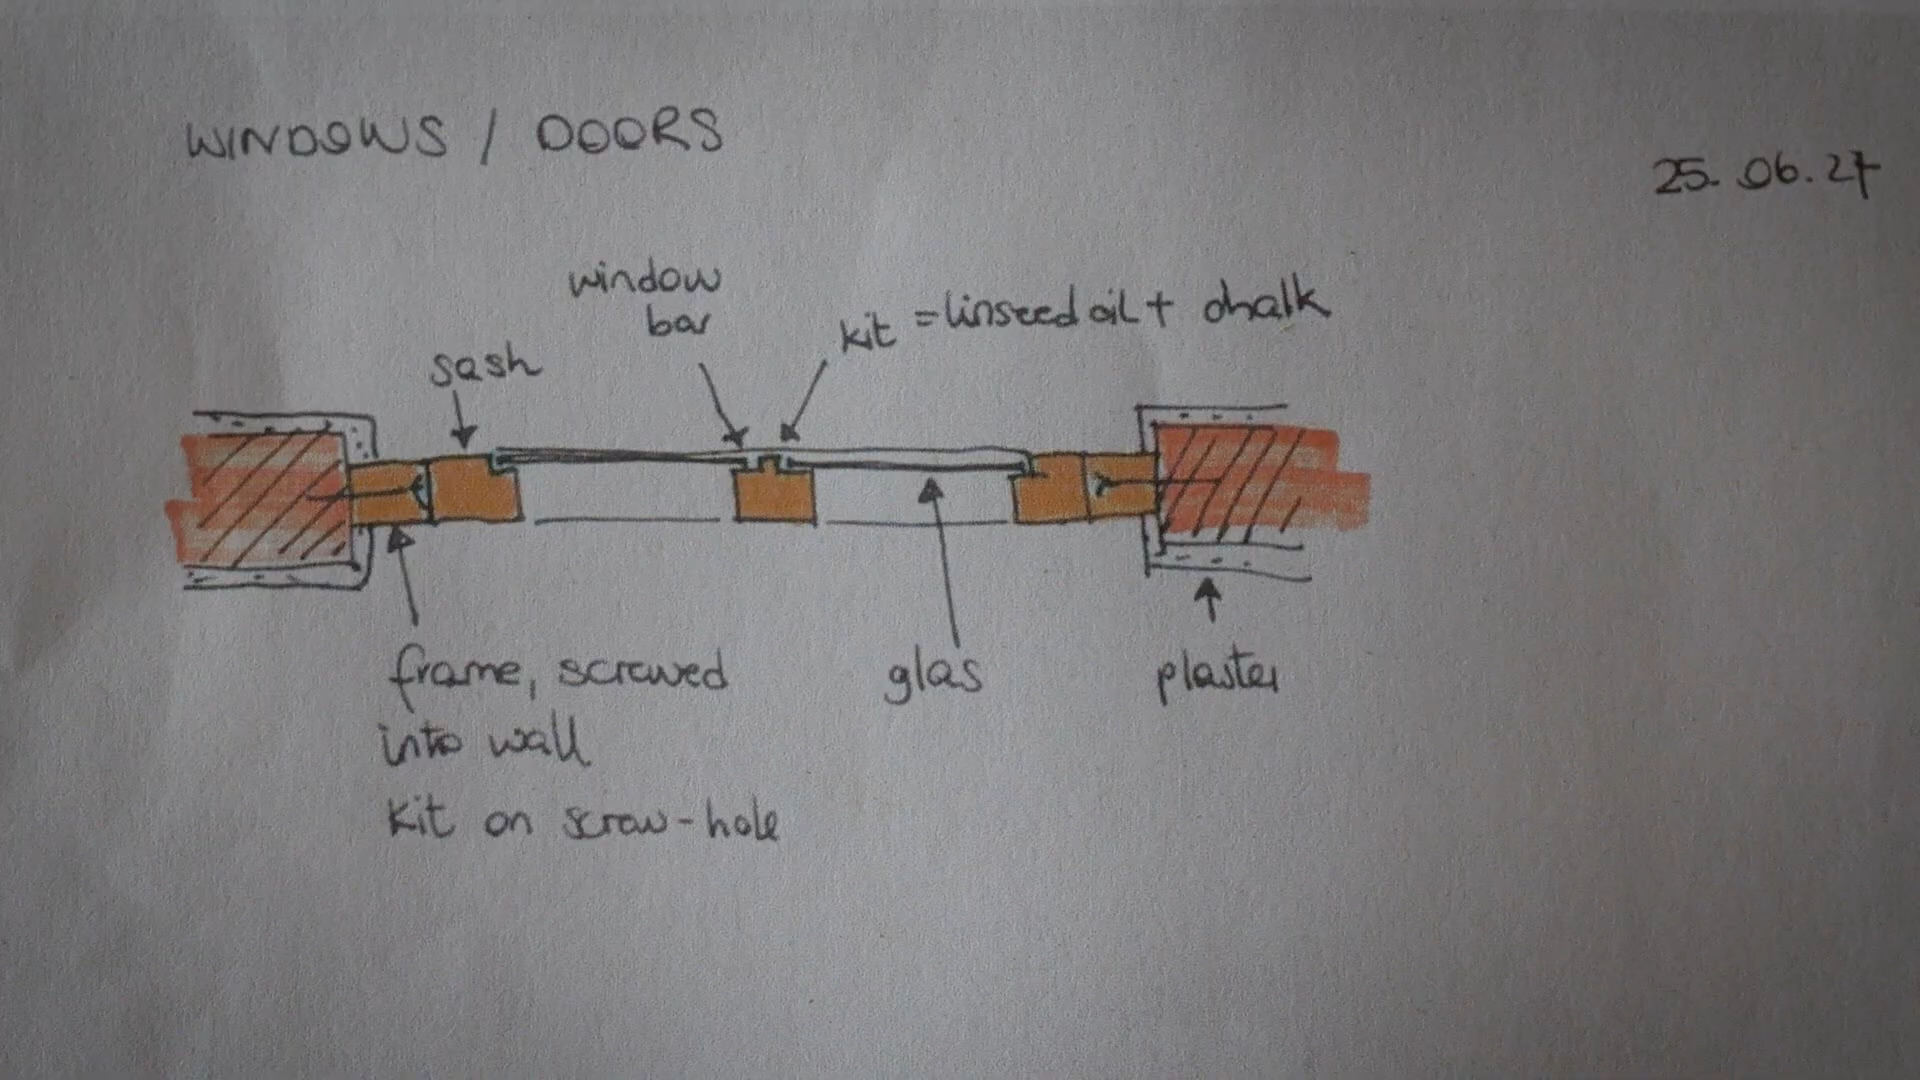 WINDOWS / DOORS
25.06.24
window
bar
kit = linseed oil + chalk
sash
frame, screwed
into wall
kit on screw-hole
glas
plaster